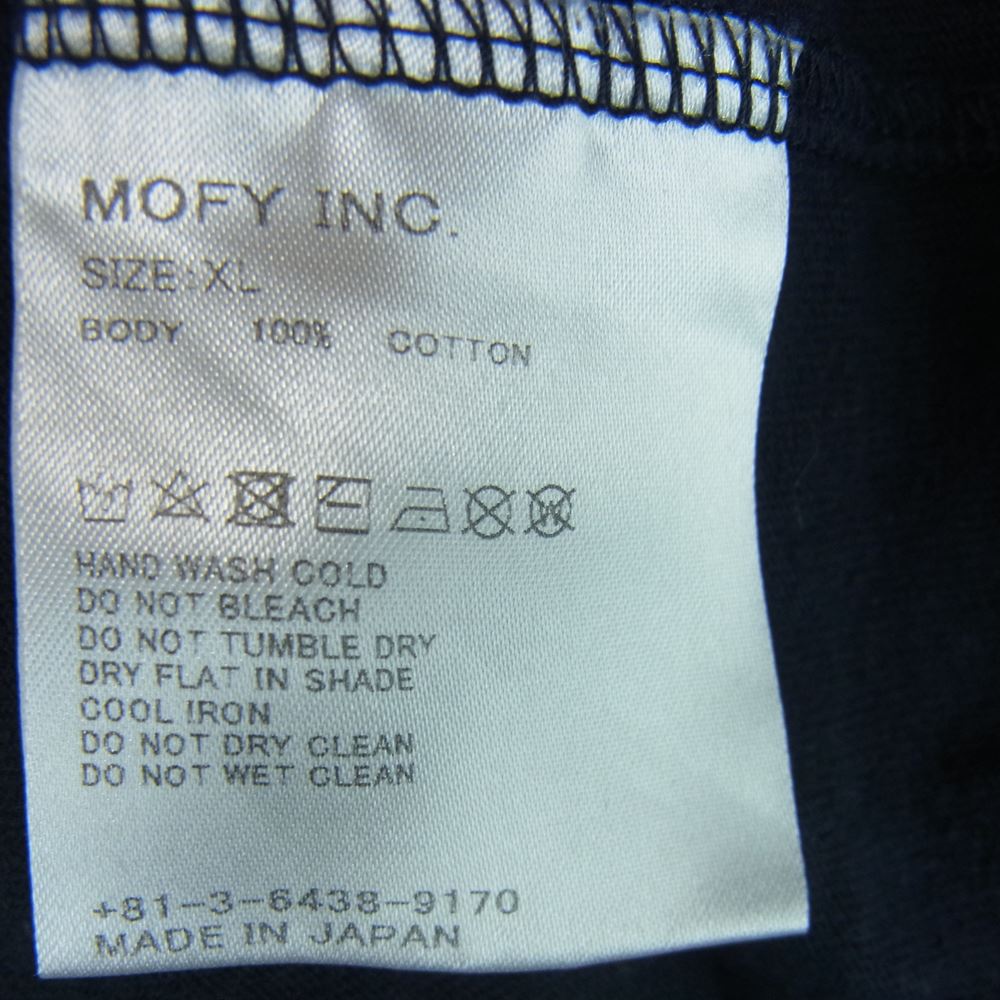 MOFY INC.
SIZE:XL
BODY 100% COTTON
HAND WASH COLD
DO NOT BLEACH
DO NOT TUMBLE DRY
DRY FLAT IN SHADE
COOL IRON
DO NOT DRY CLEAN
DO NOT WET CLEAN
+81-3-6438-9170
MADE IN JAPAN